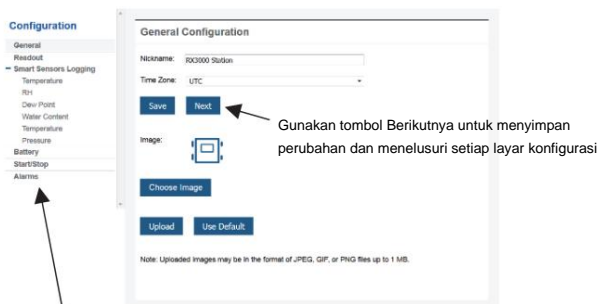 Configuration
General
Readout
Smart Sensors Logging
Temperature
RH
Dew Point
Water Content
Temperature
Pressure
Battery
Start/Stop
Alarms
General Configuration
Nickname: RX3000 Station
Time Zone: UTC
Save Next
Gunakan tombol Berikutnya untuk menyimpan
perubahan dan menelusuri setiap layar konfigurasi
Image:
Choose Image
Upload Use Default
Note: Uploaded images may be in the format of JPEG, GIF, or PNG files up to 1 MB.